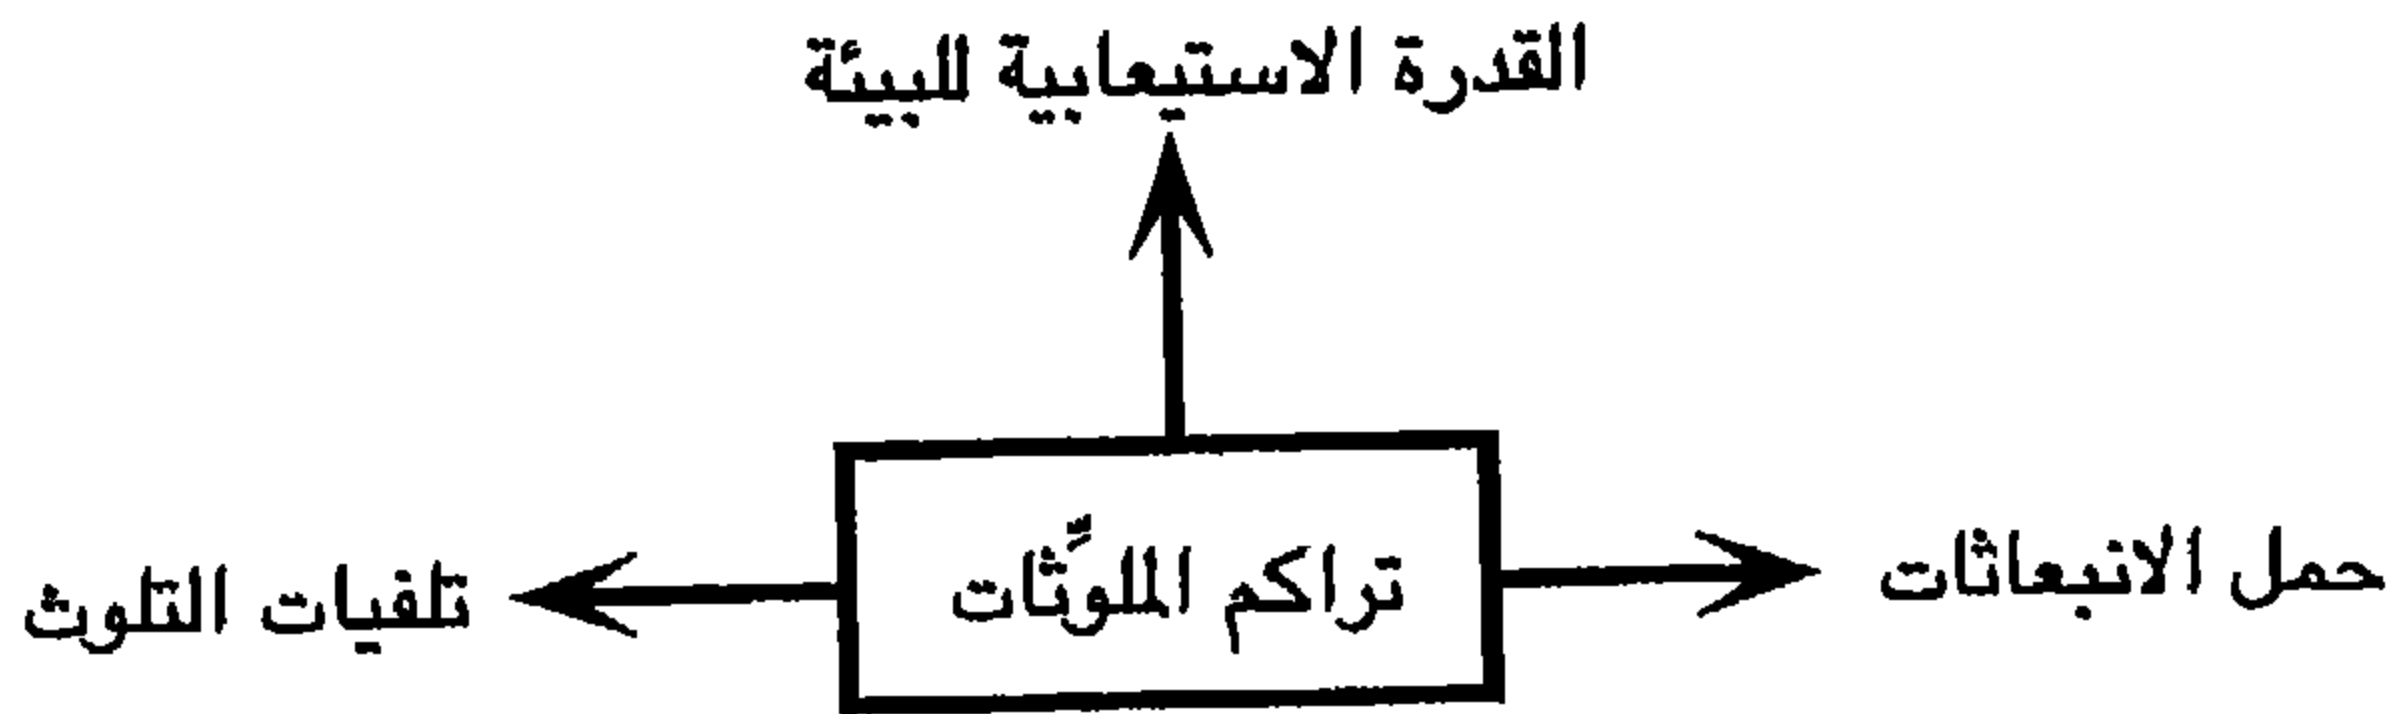 القدرة الاستيعابية للبيئة
حمل الانبعاثات
تراكم الملوِّثات
تلفيات التلوث